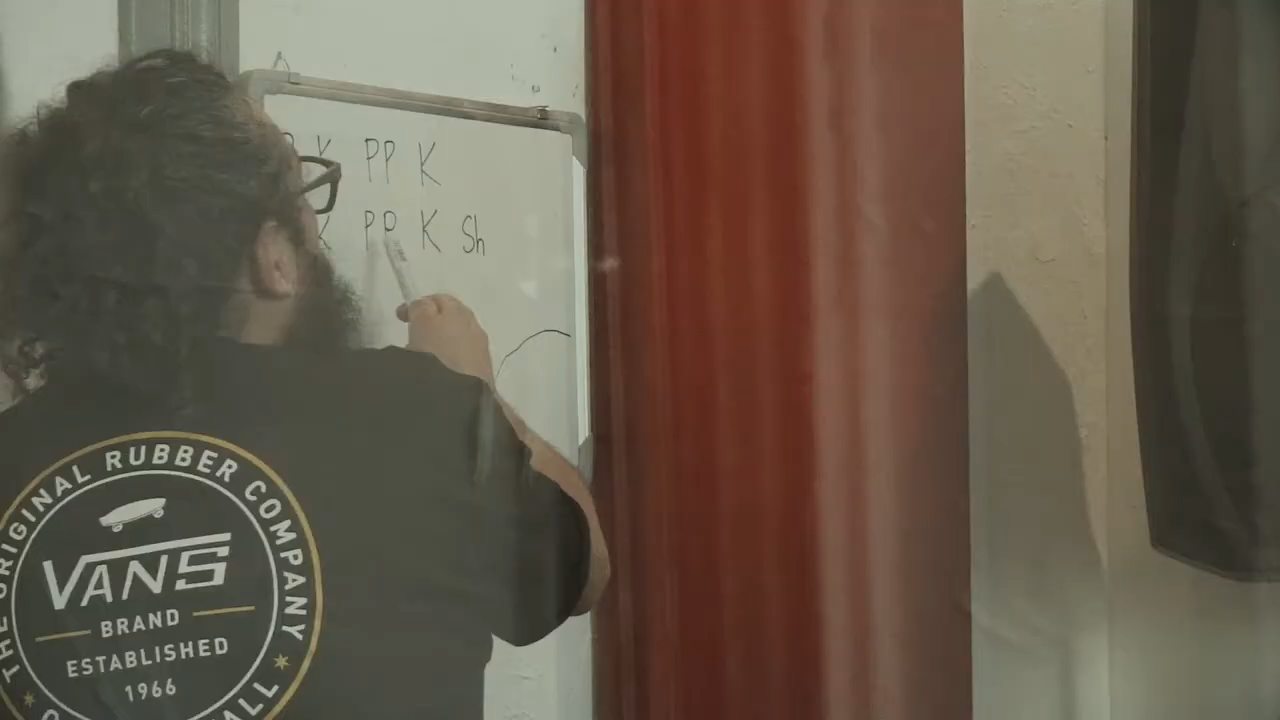 K PP K
K PP K Sh
THE ORIGINAL RUBBER COMPANY
VANS
BRAND
ESTABLISHED
1966